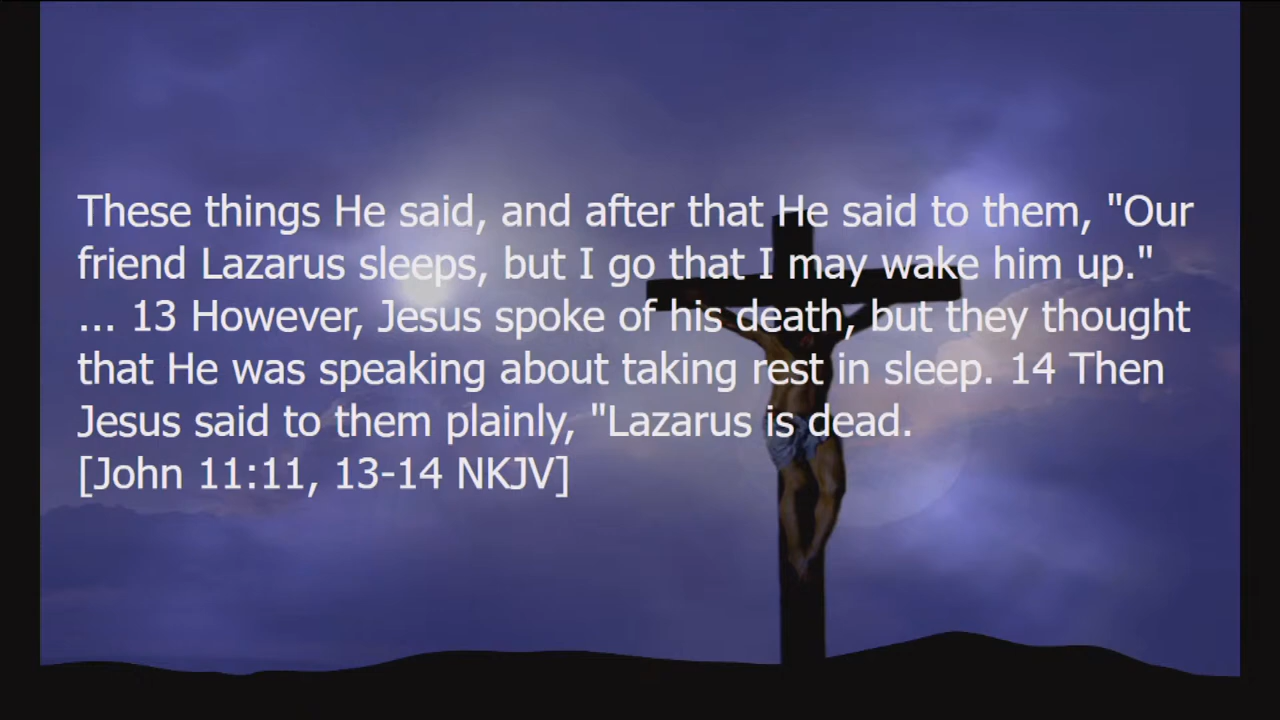 These things He said, and after that He said to them, "Our
friend Lazarus sleeps, but I go that I may wake him up."
... 13 However, Jesus spoke of his death, but they thought
that He was speaking about taking rest in sleep. 14 Then
Jesus said to them plainly, "Lazarus is dead.
[John 11:11, 13-14 NKJV]